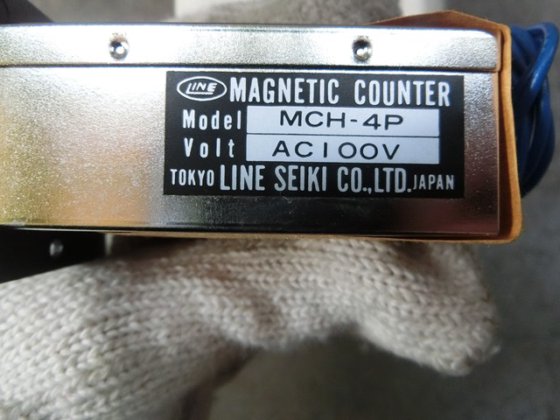 LINE MAGNETIC COUNTER
Model MCH-4P
Volt AC100V
TOKYO LINE SEIKI CO.,LTD. JAPAN